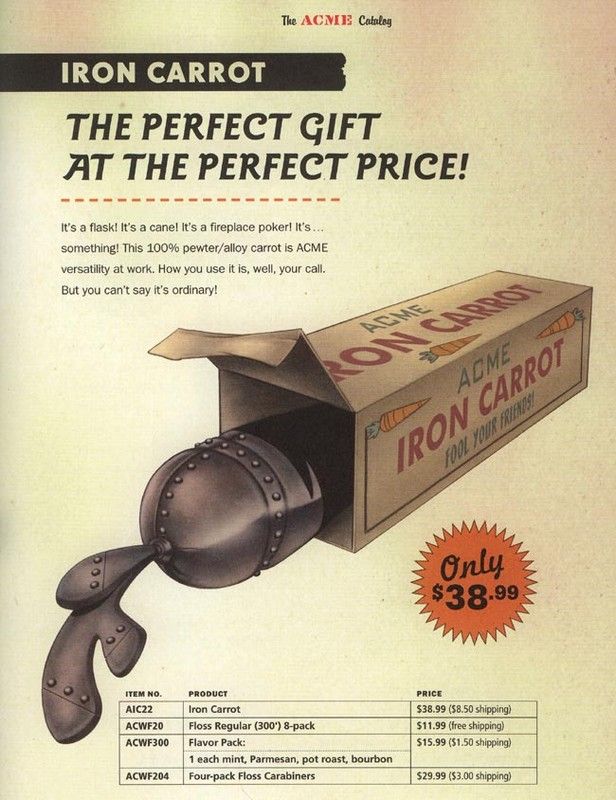 The ACME Catalog
IRON CARROT
THE PERFECT GIFT
AT THE PERFECT PRICE!
It's a flask! It's a cane! It's a fireplace poker! It's ...
something! This 100% pewter/alloy carrot is ACME
versatility at work. How you use it is, well, your call.
But you can't say it's ordinary!
ACME
IRON CARROT
ACME
IRON CARROT
FOOL YOUR FRIENDS!
Only
$38.99
ITEM NO. PRODUCT PRICE
AIC22 Iron Carrot $38.99 ($8.50 shipping)
ACWF20 Floss Regular (300') 8-pack $11.99 (free shipping)
ACWF300 Flavor Pack: $15.99 ($1.50 shipping)
1 each mint, Parmesan, pot roast, bourbon
ACWF204 Four-pack Floss Carabiners $29.99 ($3.00 shipping)